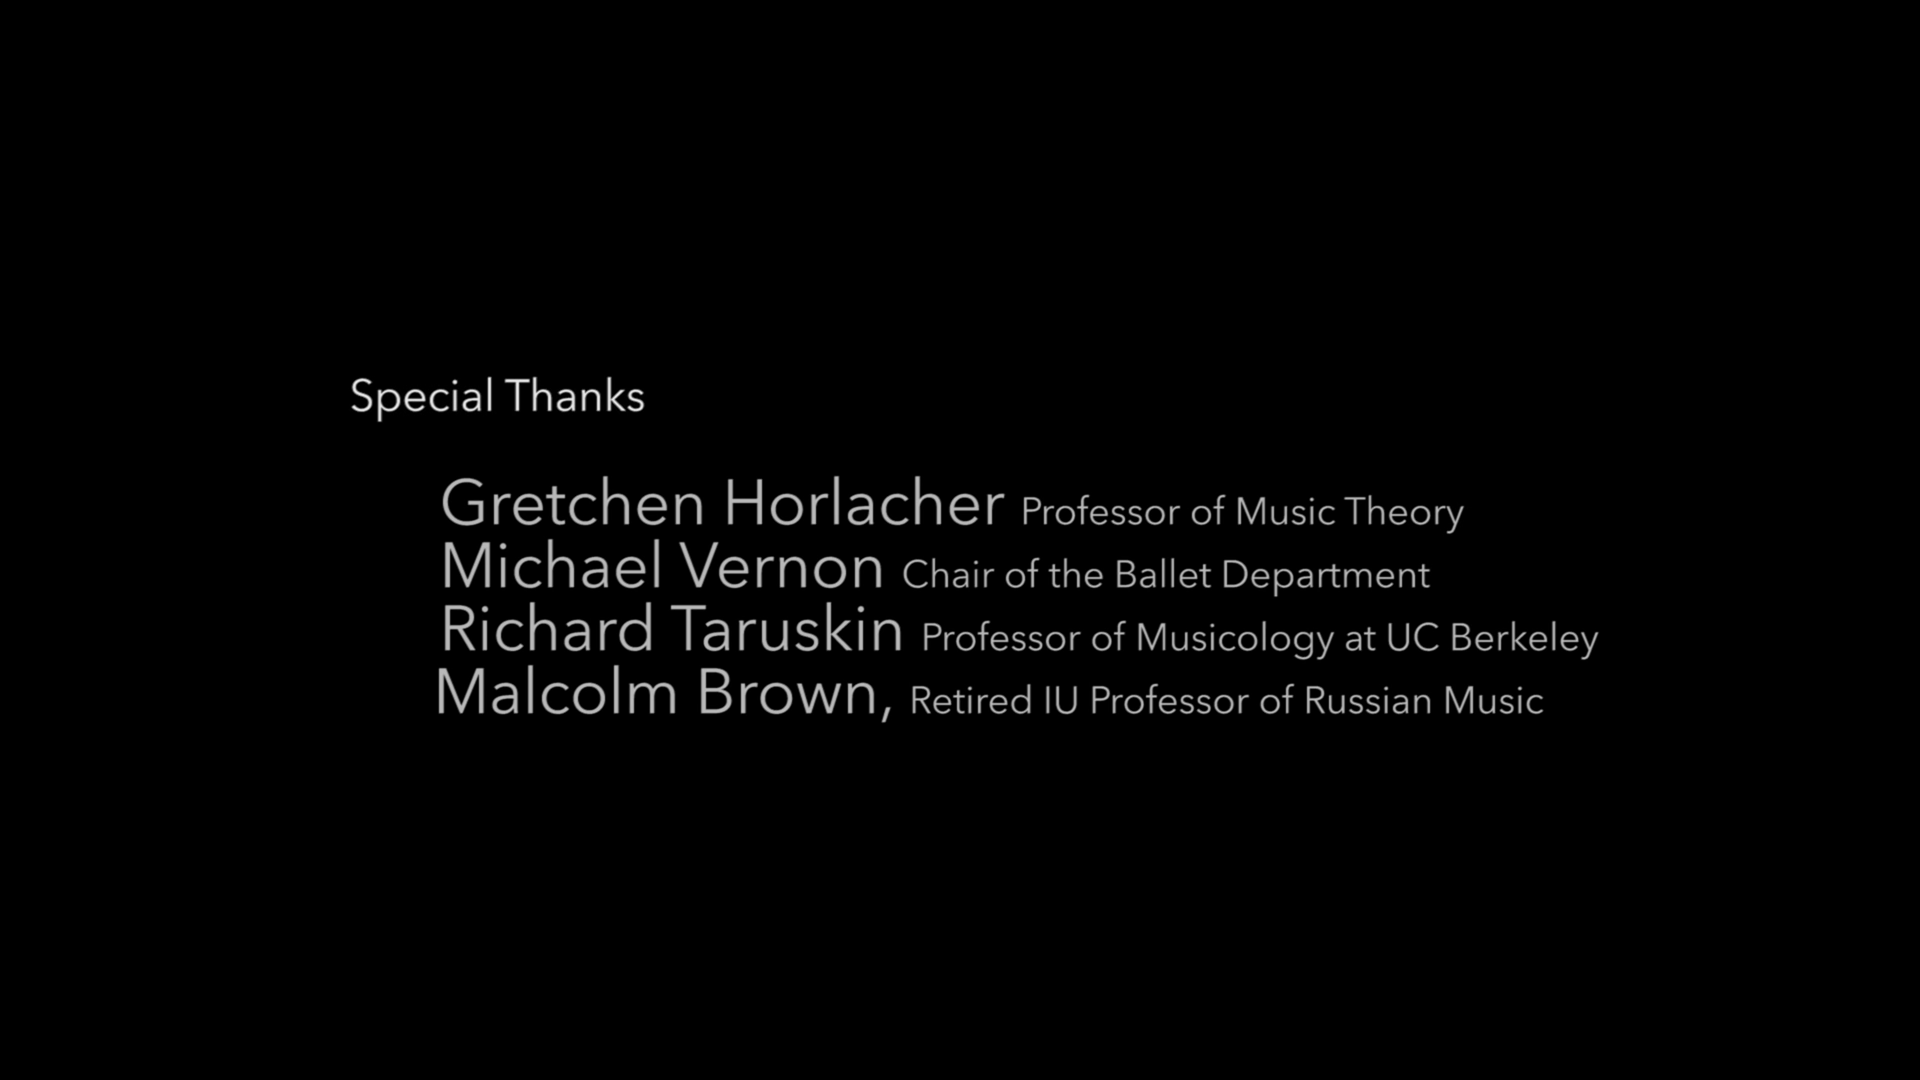 Special Thanks
Gretchen Horlacher Professor of Music Theory
Michael Vernon Chair of the Ballet Department
Richard Taruskin Professor of Musicology at UC Berkeley
Malcolm Brown, Retired IU Professor of Russian Music